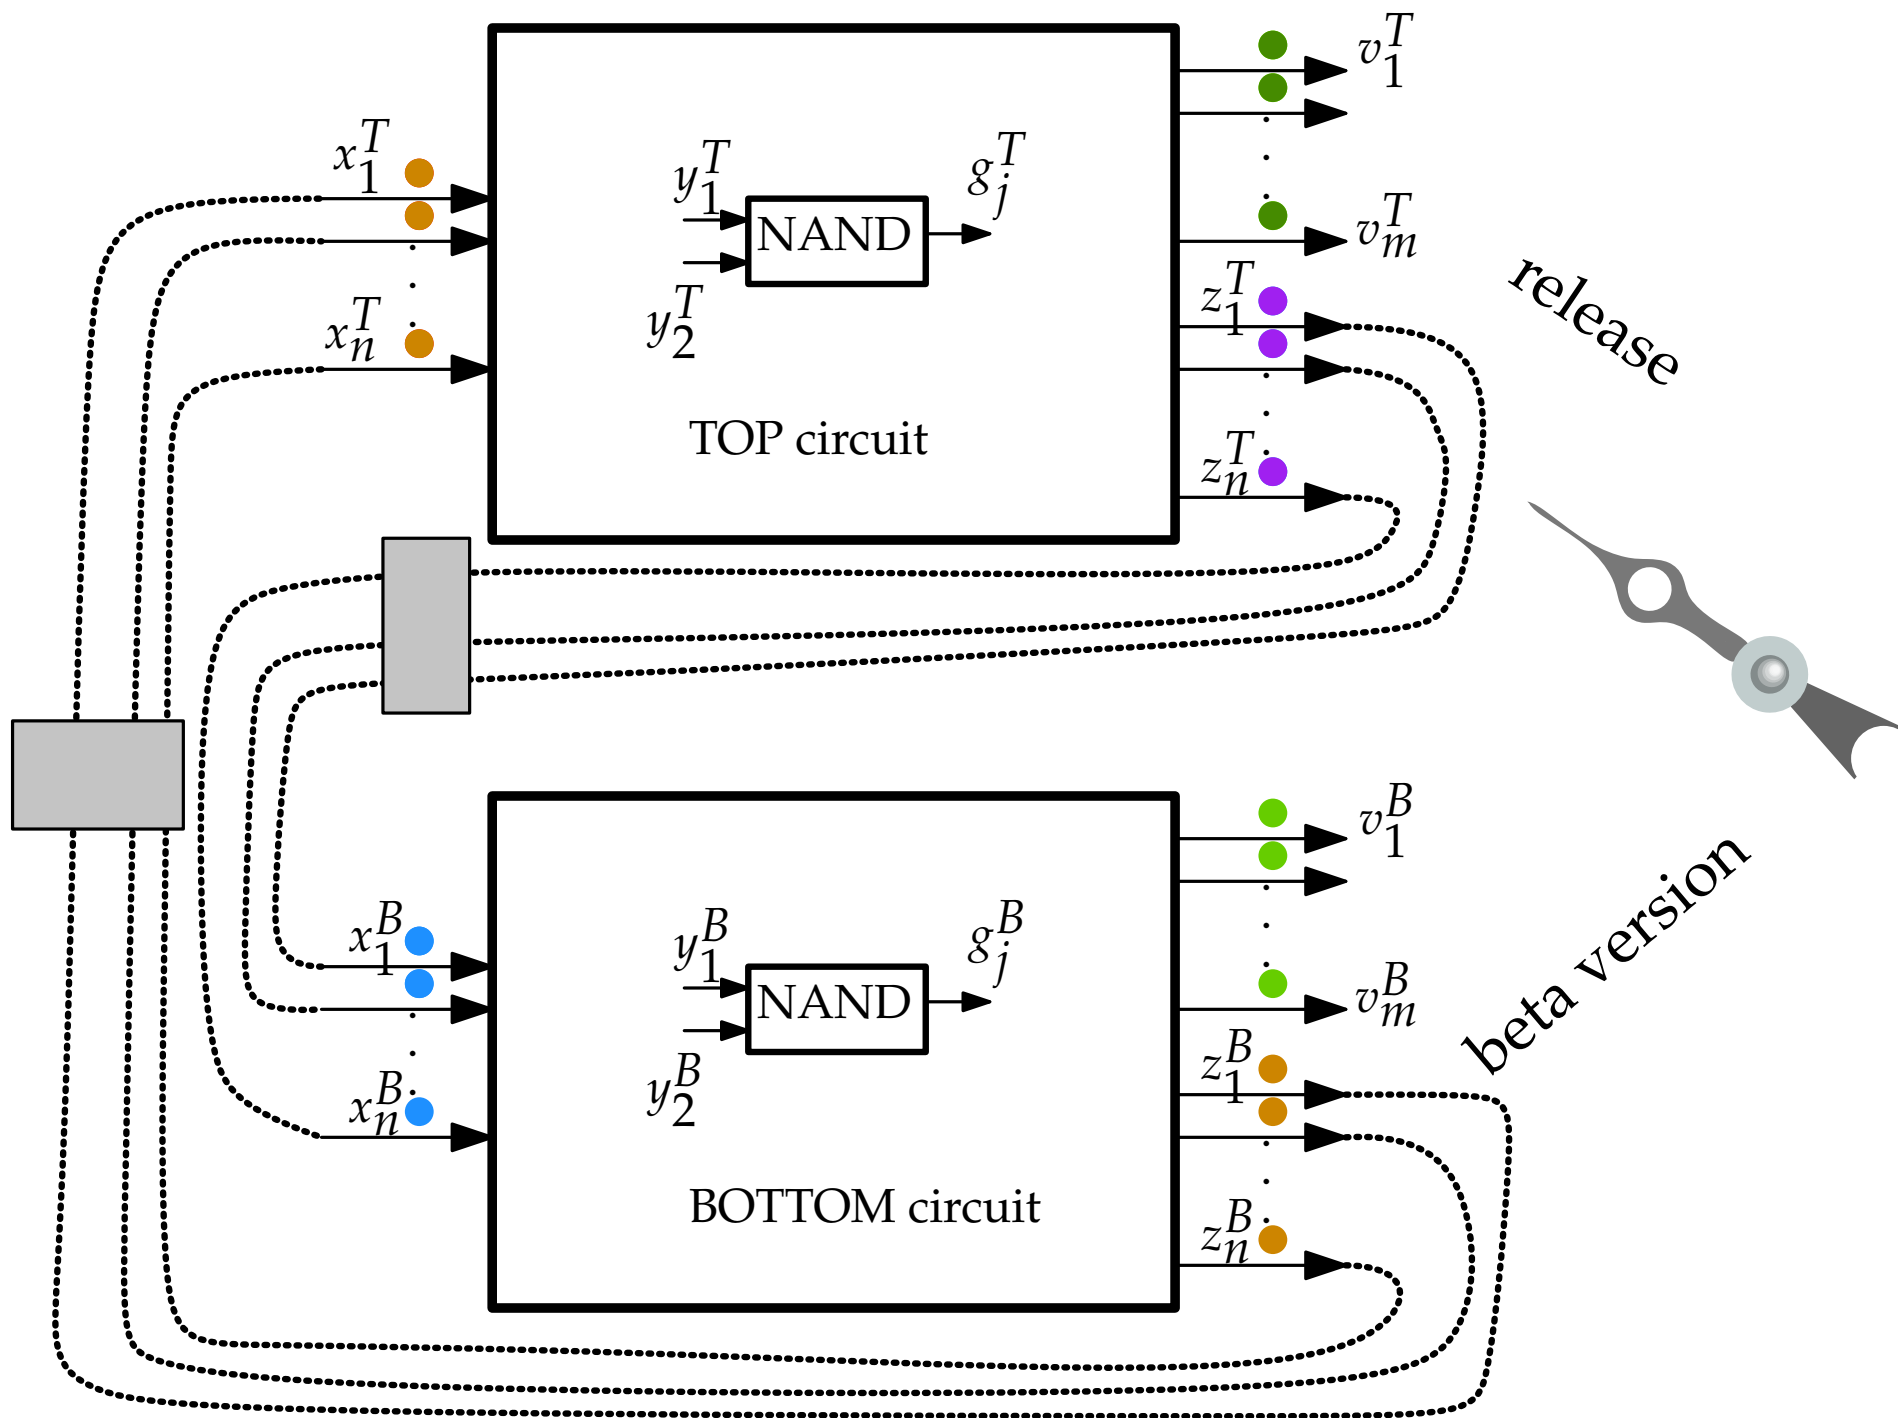 x_1^T
x_n^T
y_1^T
y_2^T
NAND
g_j^T
TOP circuit
v_1^T
v_m^T
z_1^T
z_n^T
release
x_1^B
x_n^B
y_1^B
y_2^B
NAND
g_j^B
BOTTOM circuit
v_1^B
v_m^B
z_1^B
z_n^B
beta version